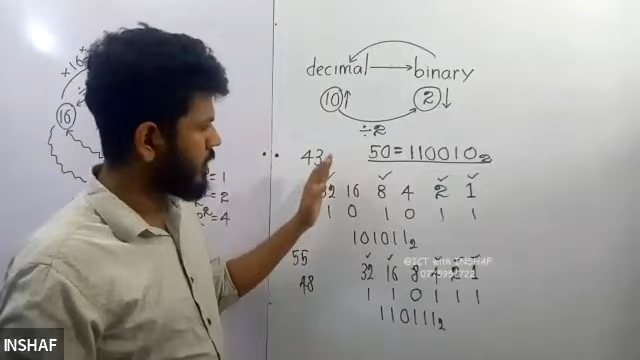 ×16
16
= 1
= 2
2² = 4
decimal → binary
10↑ 2↓
÷2
43 50 = 110010₂
32 16 8 4 2 1
1 0 1 0 1 1
101011₂
@ICT with INSHAF
55
48 32 16 8 4 2 1
1 1 0 1 1 1
110111₂
INSHAF